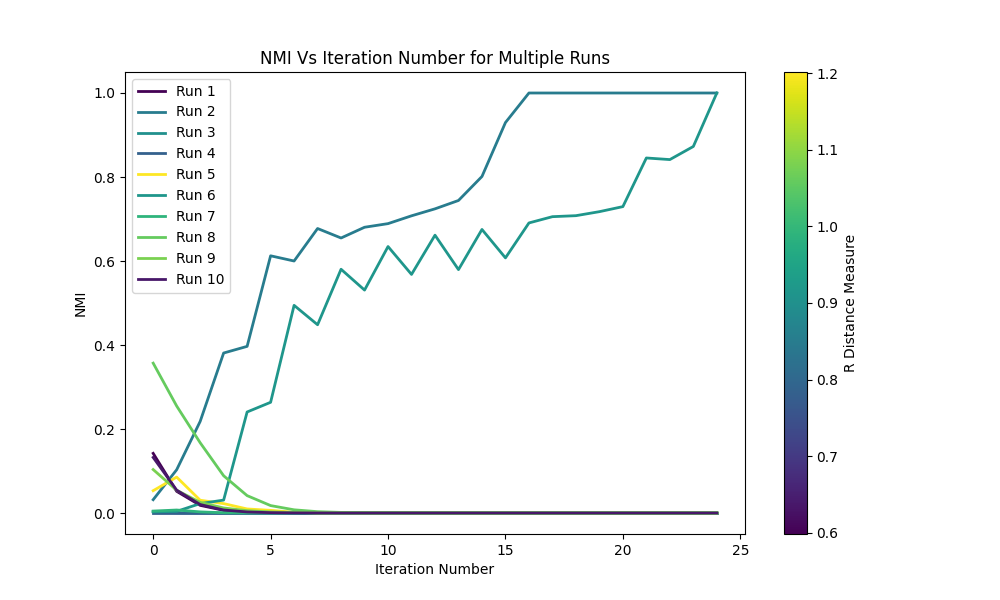 NMI Vs Iteration Number for Multiple Runs
Run 1
Run 2
Run 3
Run 4
Run 5
Run 6
Run 7
Run 8
Run 9
Run 10
1.0
0.8
0.6
0.4
0.2
0.0
NMI
0
5
10
15
20
25
Iteration Number
1.2
1.1
1.0
0.9
0.8
0.7
0.6
R Distance Measure